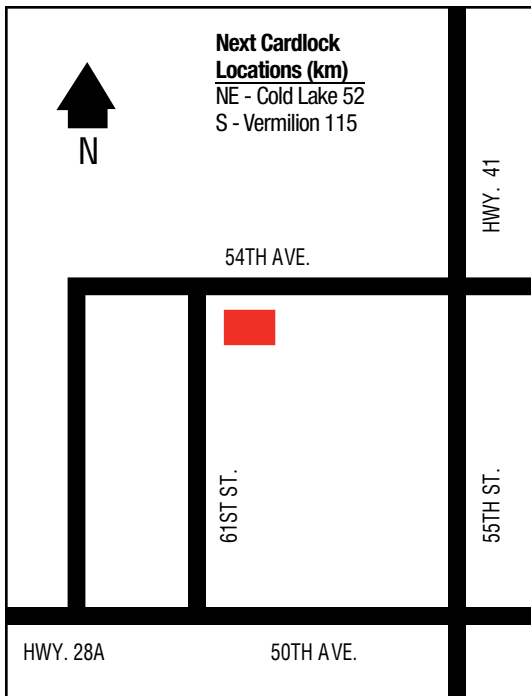 Next Cardlock
Locations (km)
NE - Cold Lake 52
S - Vermilion 115
N
HWY. 41
54TH AVE.
61ST ST.
55TH ST.
HWY. 28A
50TH AVE.